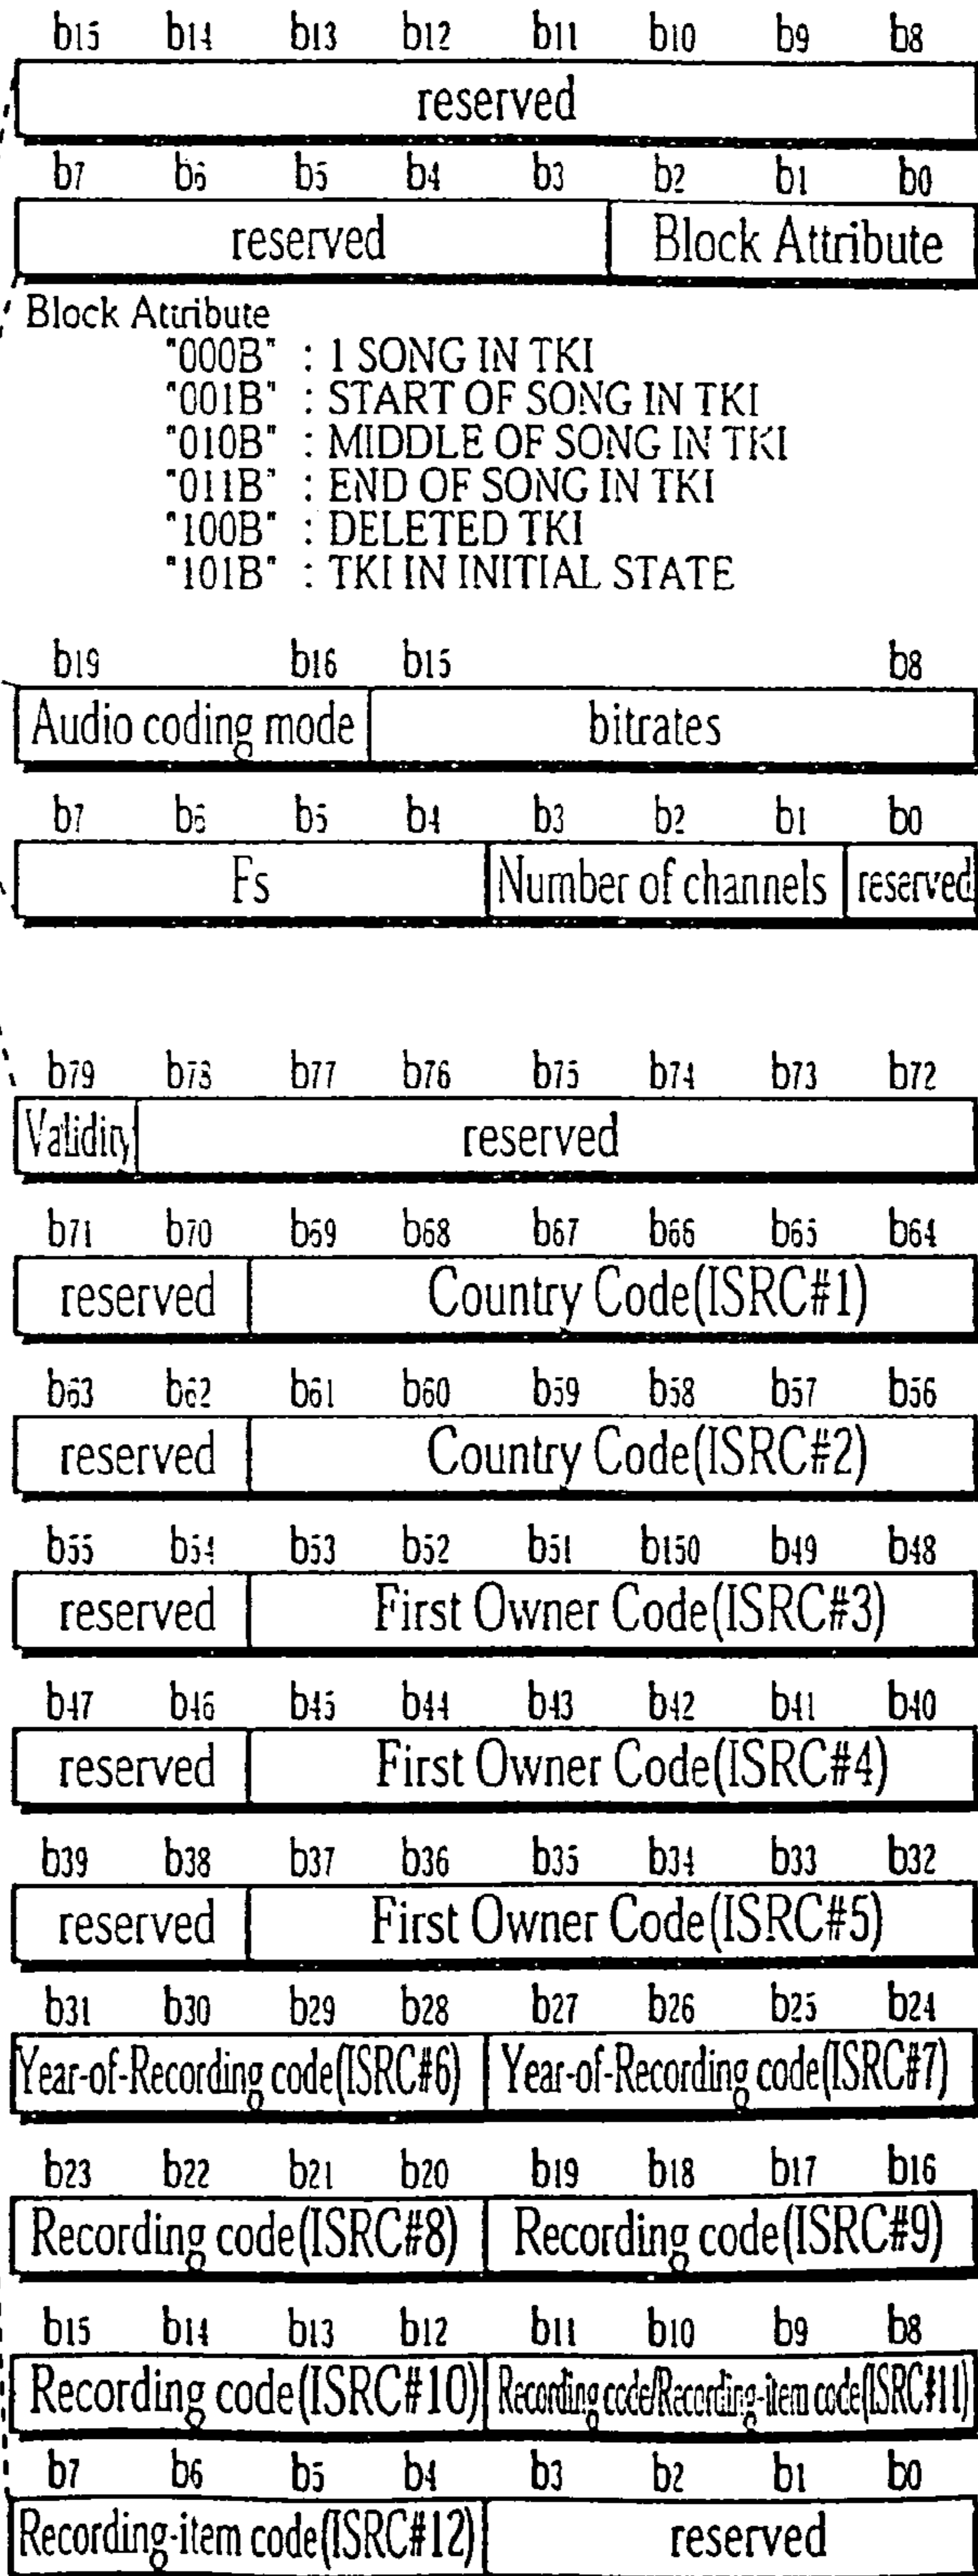 b15 b14 b13 b12 b11 b10 b9 b8
reserved
b7 b6 b5 b4 b3 b2 b1 b0
reserved Block Attribute
Block Attribute
"000B" : 1 SONG IN TKI
"001B" : START OF SONG IN TKI
"010B" : MIDDLE OF SONG IN TKI
"011B" : END OF SONG IN TKI
"100B" : DELETED TKI
"101B" : TKI IN INITIAL STATE
b19 b16 b15 b8
Audio coding mode bitrates
b7 b6 b5 b4 b3 b2 b1 b0
Fs Number of channels reserved
b79 b78 b77 b76 b75 b74 b73 b72
Validity reserved
b71 b70 b69 b68 b67 b66 b65 b64
reserved Country Code(ISRC#1)
b63 b62 b61 b60 b59 b58 b57 b56
reserved Country Code(ISRC#2)
b55 b54 b53 b52 b51 b150 b49 b48
reserved First Owner Code(ISRC#3)
b47 b46 b45 b44 b43 b42 b41 b40
reserved First Owner Code(ISRC#4)
b39 b38 b37 b36 b35 b34 b33 b32
reserved First Owner Code(ISRC#5)
b31 b30 b29 b28 b27 b26 b25 b24
Year-of-Recording code(ISRC#6) Year-of-Recording code(ISRC#7)
b23 b22 b21 b20 b19 b18 b17 b16
Recording code(ISRC#8) Recording code(ISRC#9)
b15 b14 b13 b12 b11 b10 b9 b8
Recording code(ISRC#10) Recording code/Recording-item code(ISRC#11)
b7 b6 b5 b4 b3 b2 b1 b0
Recording-item code(ISRC#12) reserved